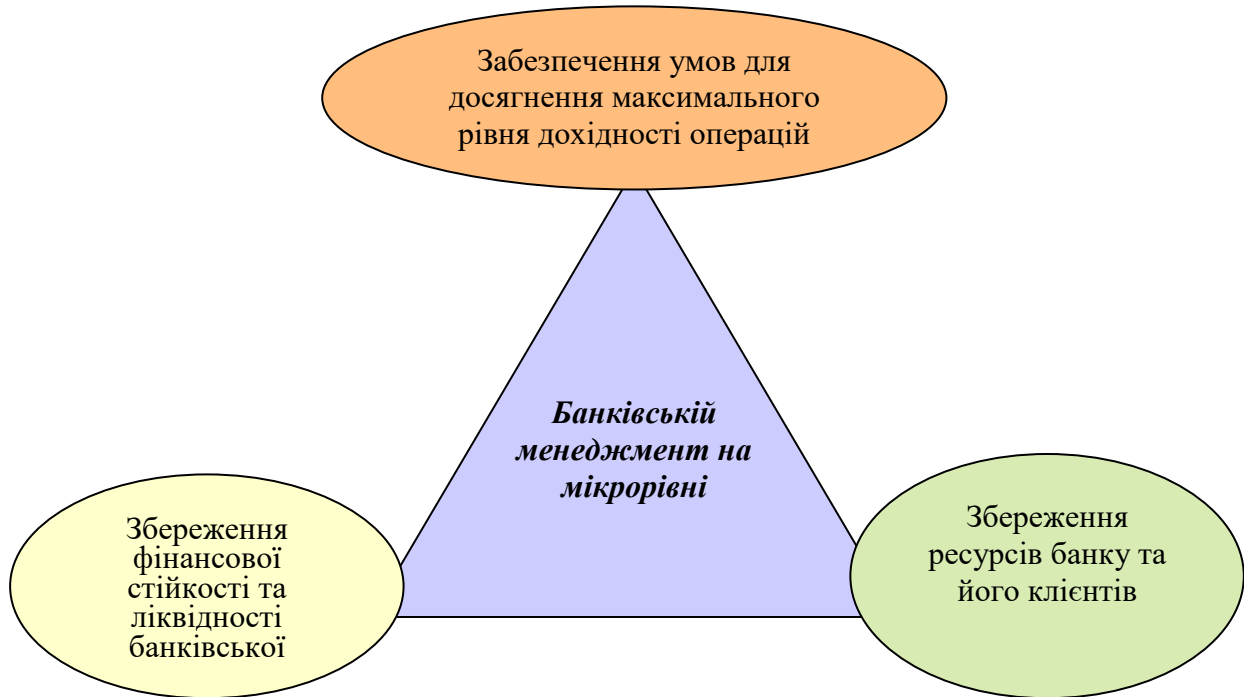 Забезпечення умов для
досягнення максимального
рівня дохідності операцій
Банківській
менеджмент на
мікрорівні
Збереження
фінансової
стійкості та
ліквідності
банківської
Збереження
ресурсів банку та
його клієнтів